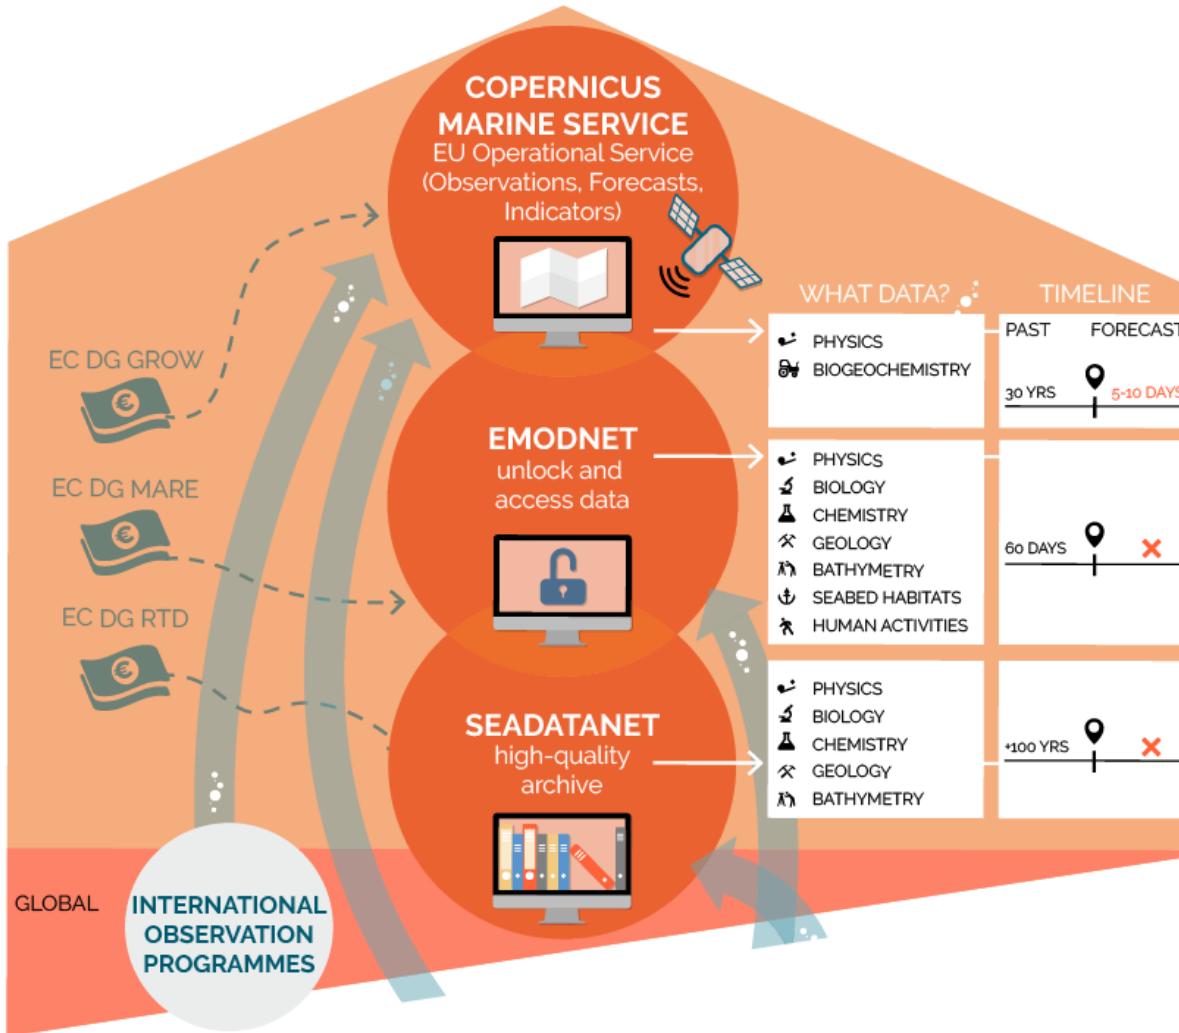 COPERNICUS
MARINE SERVICE
EU Operational Service
(Observations, Forecasts,
Indicators)
WHAT DATA?
TIMELINE
PHYSICS
BIOGEOCHEMISTRY
PAST
FORECAST
30 YRS
5-10 DAYS
EC DG GROW
EC DG MARE
EC DG RTD
EMODNET
unlock and
access data
PHYSICS
BIOLOGY
CHEMISTRY
GEOLOGY
BATHYMETRY
SEABED HABITATS
HUMAN ACTIVITIES
60 DAYS
SEADATANET
high-quality
archive
PHYSICS
BIOLOGY
CHEMISTRY
GEOLOGY
BATHYMETRY
+100 YRS
GLOBAL
INTERNATIONAL
OBSERVATION
PROGRAMMES